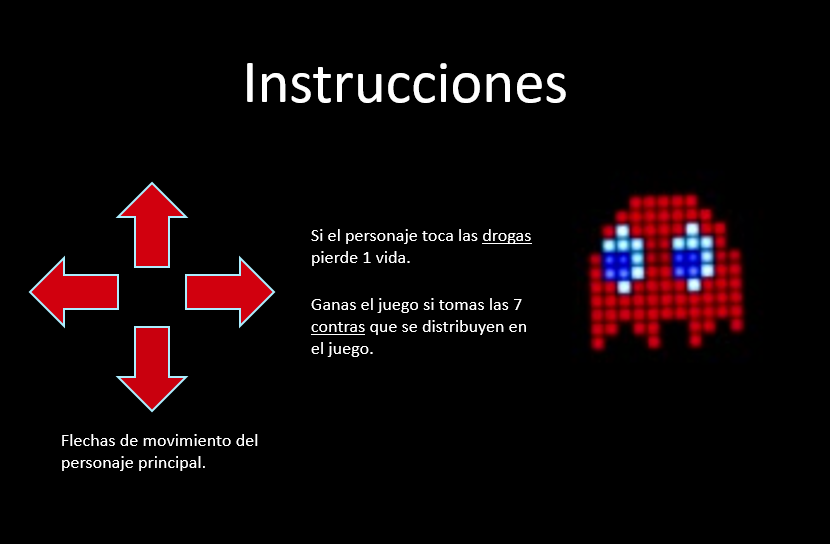 Instrucciones
Si el personaje toca las drogas
pierde 1 vida.
Ganas el juego si tomas las 7
contras que se distribuyen en
el juego.
Flechas de movimiento del
personaje principal.